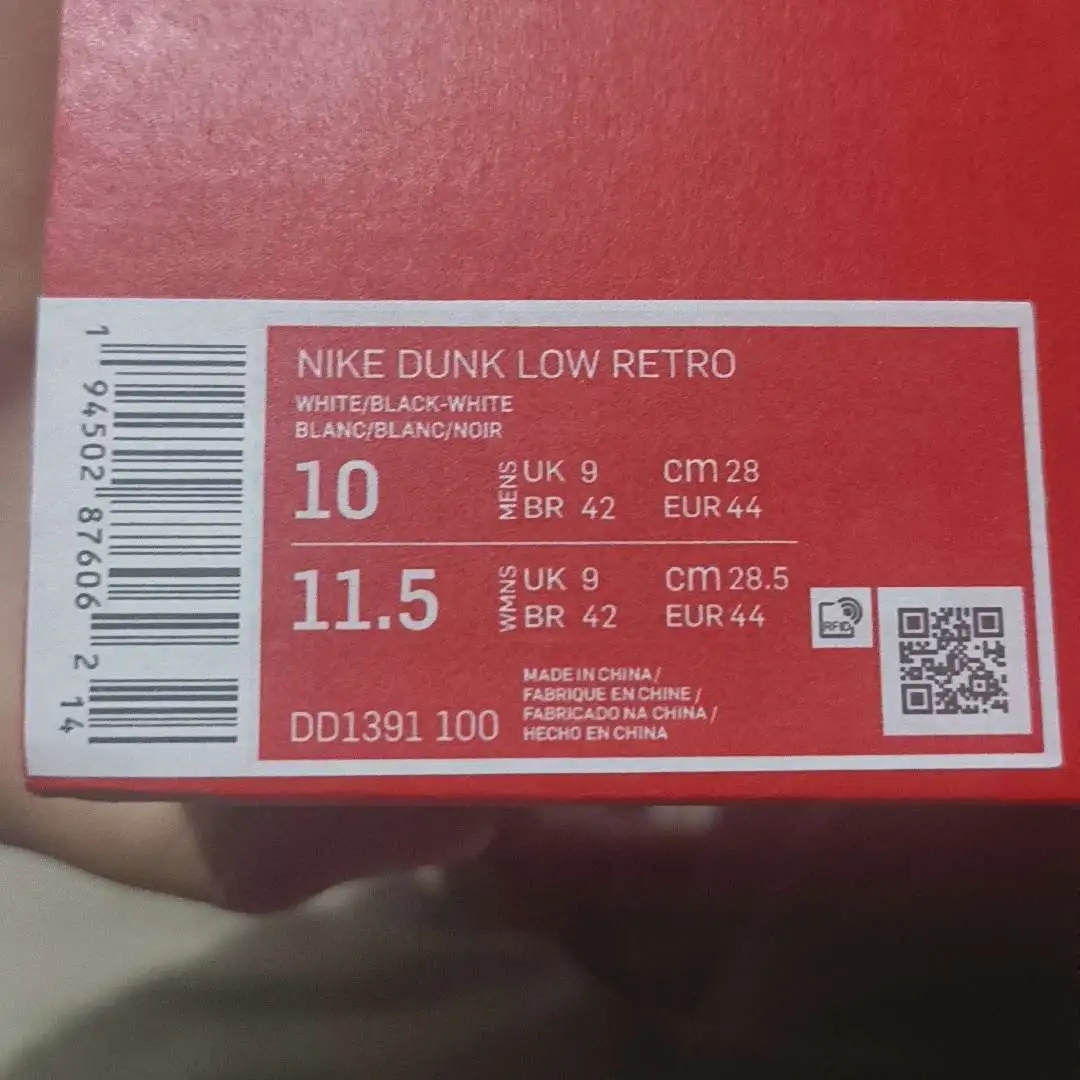 NIKE DUNK LOW RETRO
WHITE/BLACK-WHITE
BLANC/BLANC/NOIR
10
MENS
UK 9 cm 28
BR 42 EUR 44
11.5
WMNS
UK 9 cm 28.5
BR 42 EUR 44
RFID
MADE IN CHINA /
FABRIQUE EN CHINE /
FABRICADO NA CHINA /
HECHO EN CHINA
DD1391 100
1 94502 87606 2 14